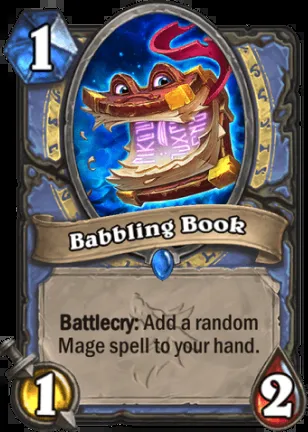 1
Babbling Book
Battlecry: Add a random
Mage spell to your hand.
1
2